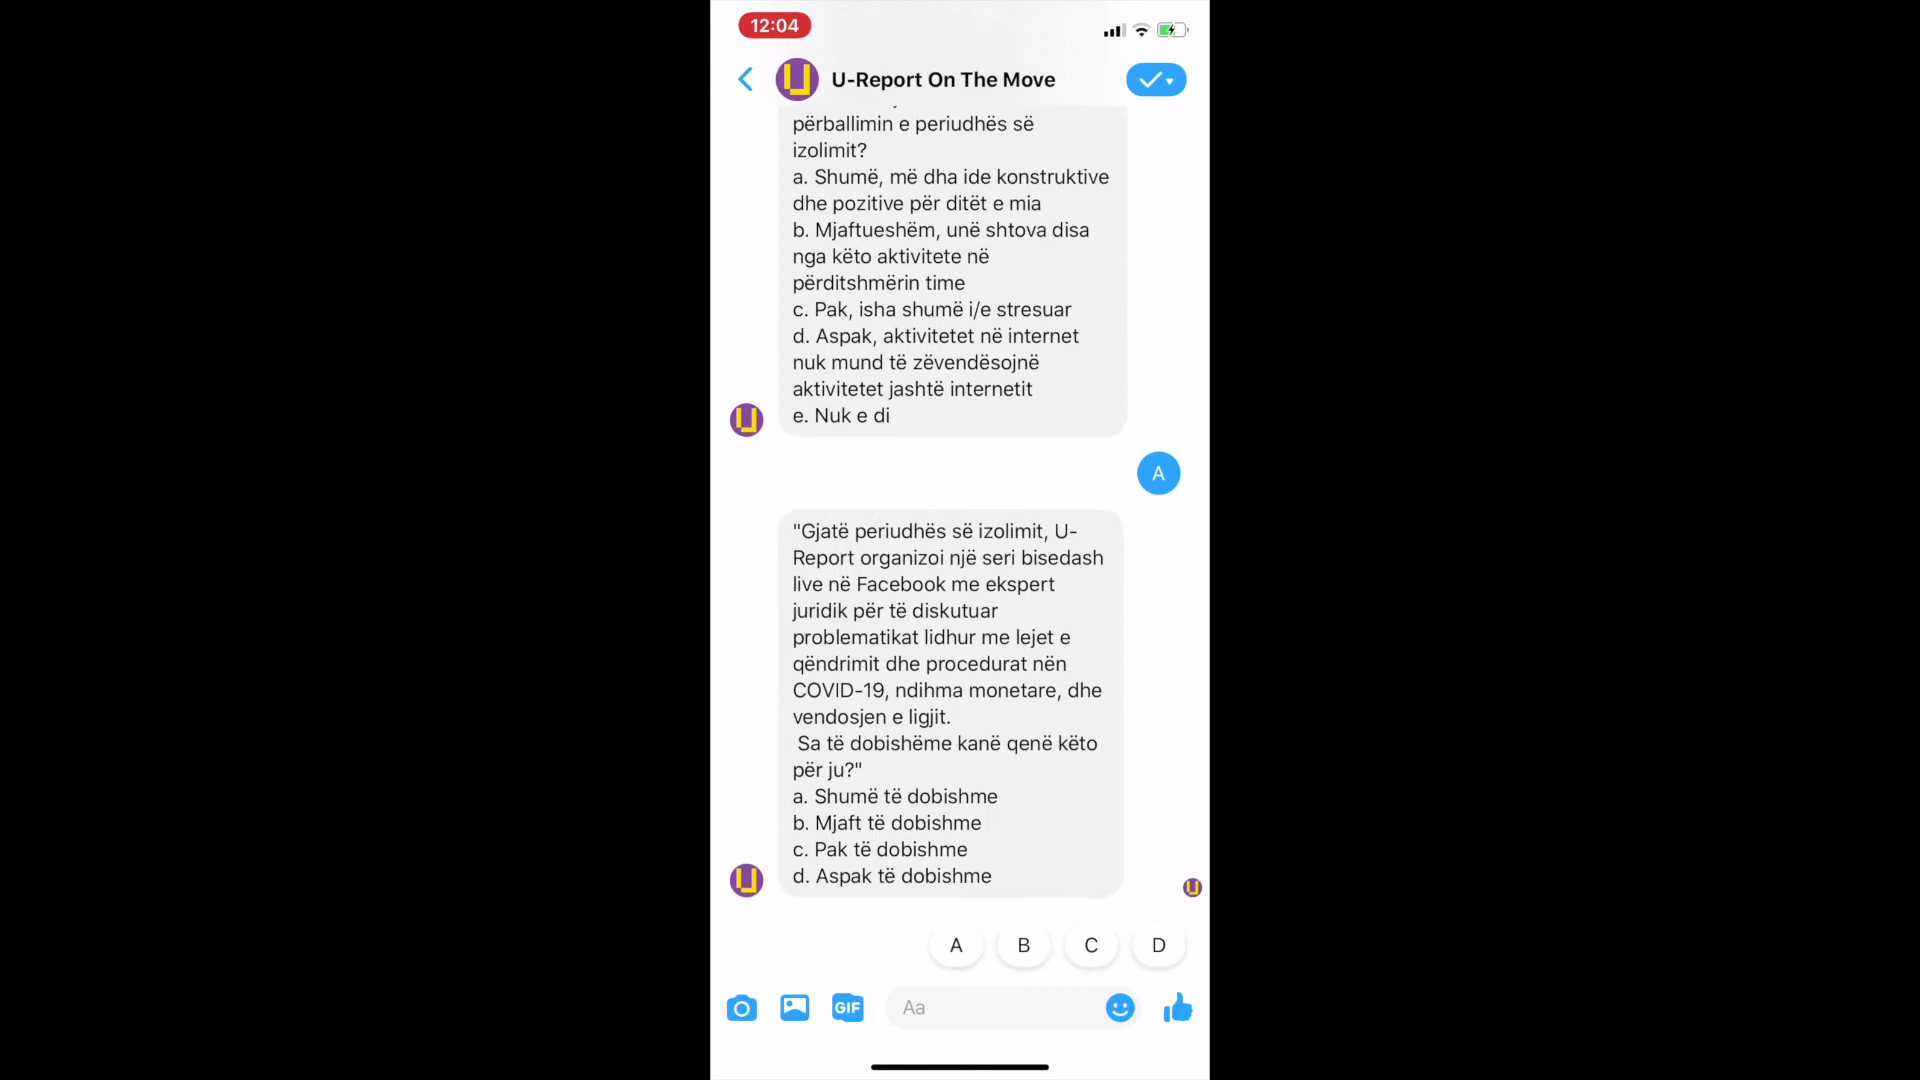 12:04
U-Report On The Move
përballimin e periudhës së
izolimit?
a. Shumë, më dha ide konstruktive
dhe pozitive për ditët e mia
b. Mjaftueshëm, unë shtova disa
nga këto aktivitete në
përditshmërin time
c. Pak, isha shumë i/e stresuar
d. Aspak, aktivitetet në internet
nuk mund të zëvendësojnë
aktivitetet jashtë internetit
e. Nuk e di
A
"Gjatë periudhës së izolimit, U-
Report organizoi një seri bisedash
live në Facebook me ekspert
juridik për të diskutuar
problematikat lidhur me lejet e
qëndrimit dhe procedurat nën
COVID-19, ndihma monetare, dhe
vendosjen e ligjit.
Sa të dobishëme kanë qenë këto
për ju?"
a. Shumë të dobishme
b. Mjaft të dobishme
c. Pak të dobishme
d. Aspak të dobishme
A B C D
GIF Aa